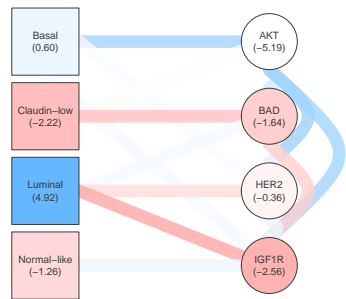 Basal
(0.60)
AKT
(−5.19)
Claudin−low
(−2.22)
BAD
(−1.64)
Luminal
(4.92)
HER2
(−0.36)
Normal−like
(−1.26)
IGF1R
(−2.56)